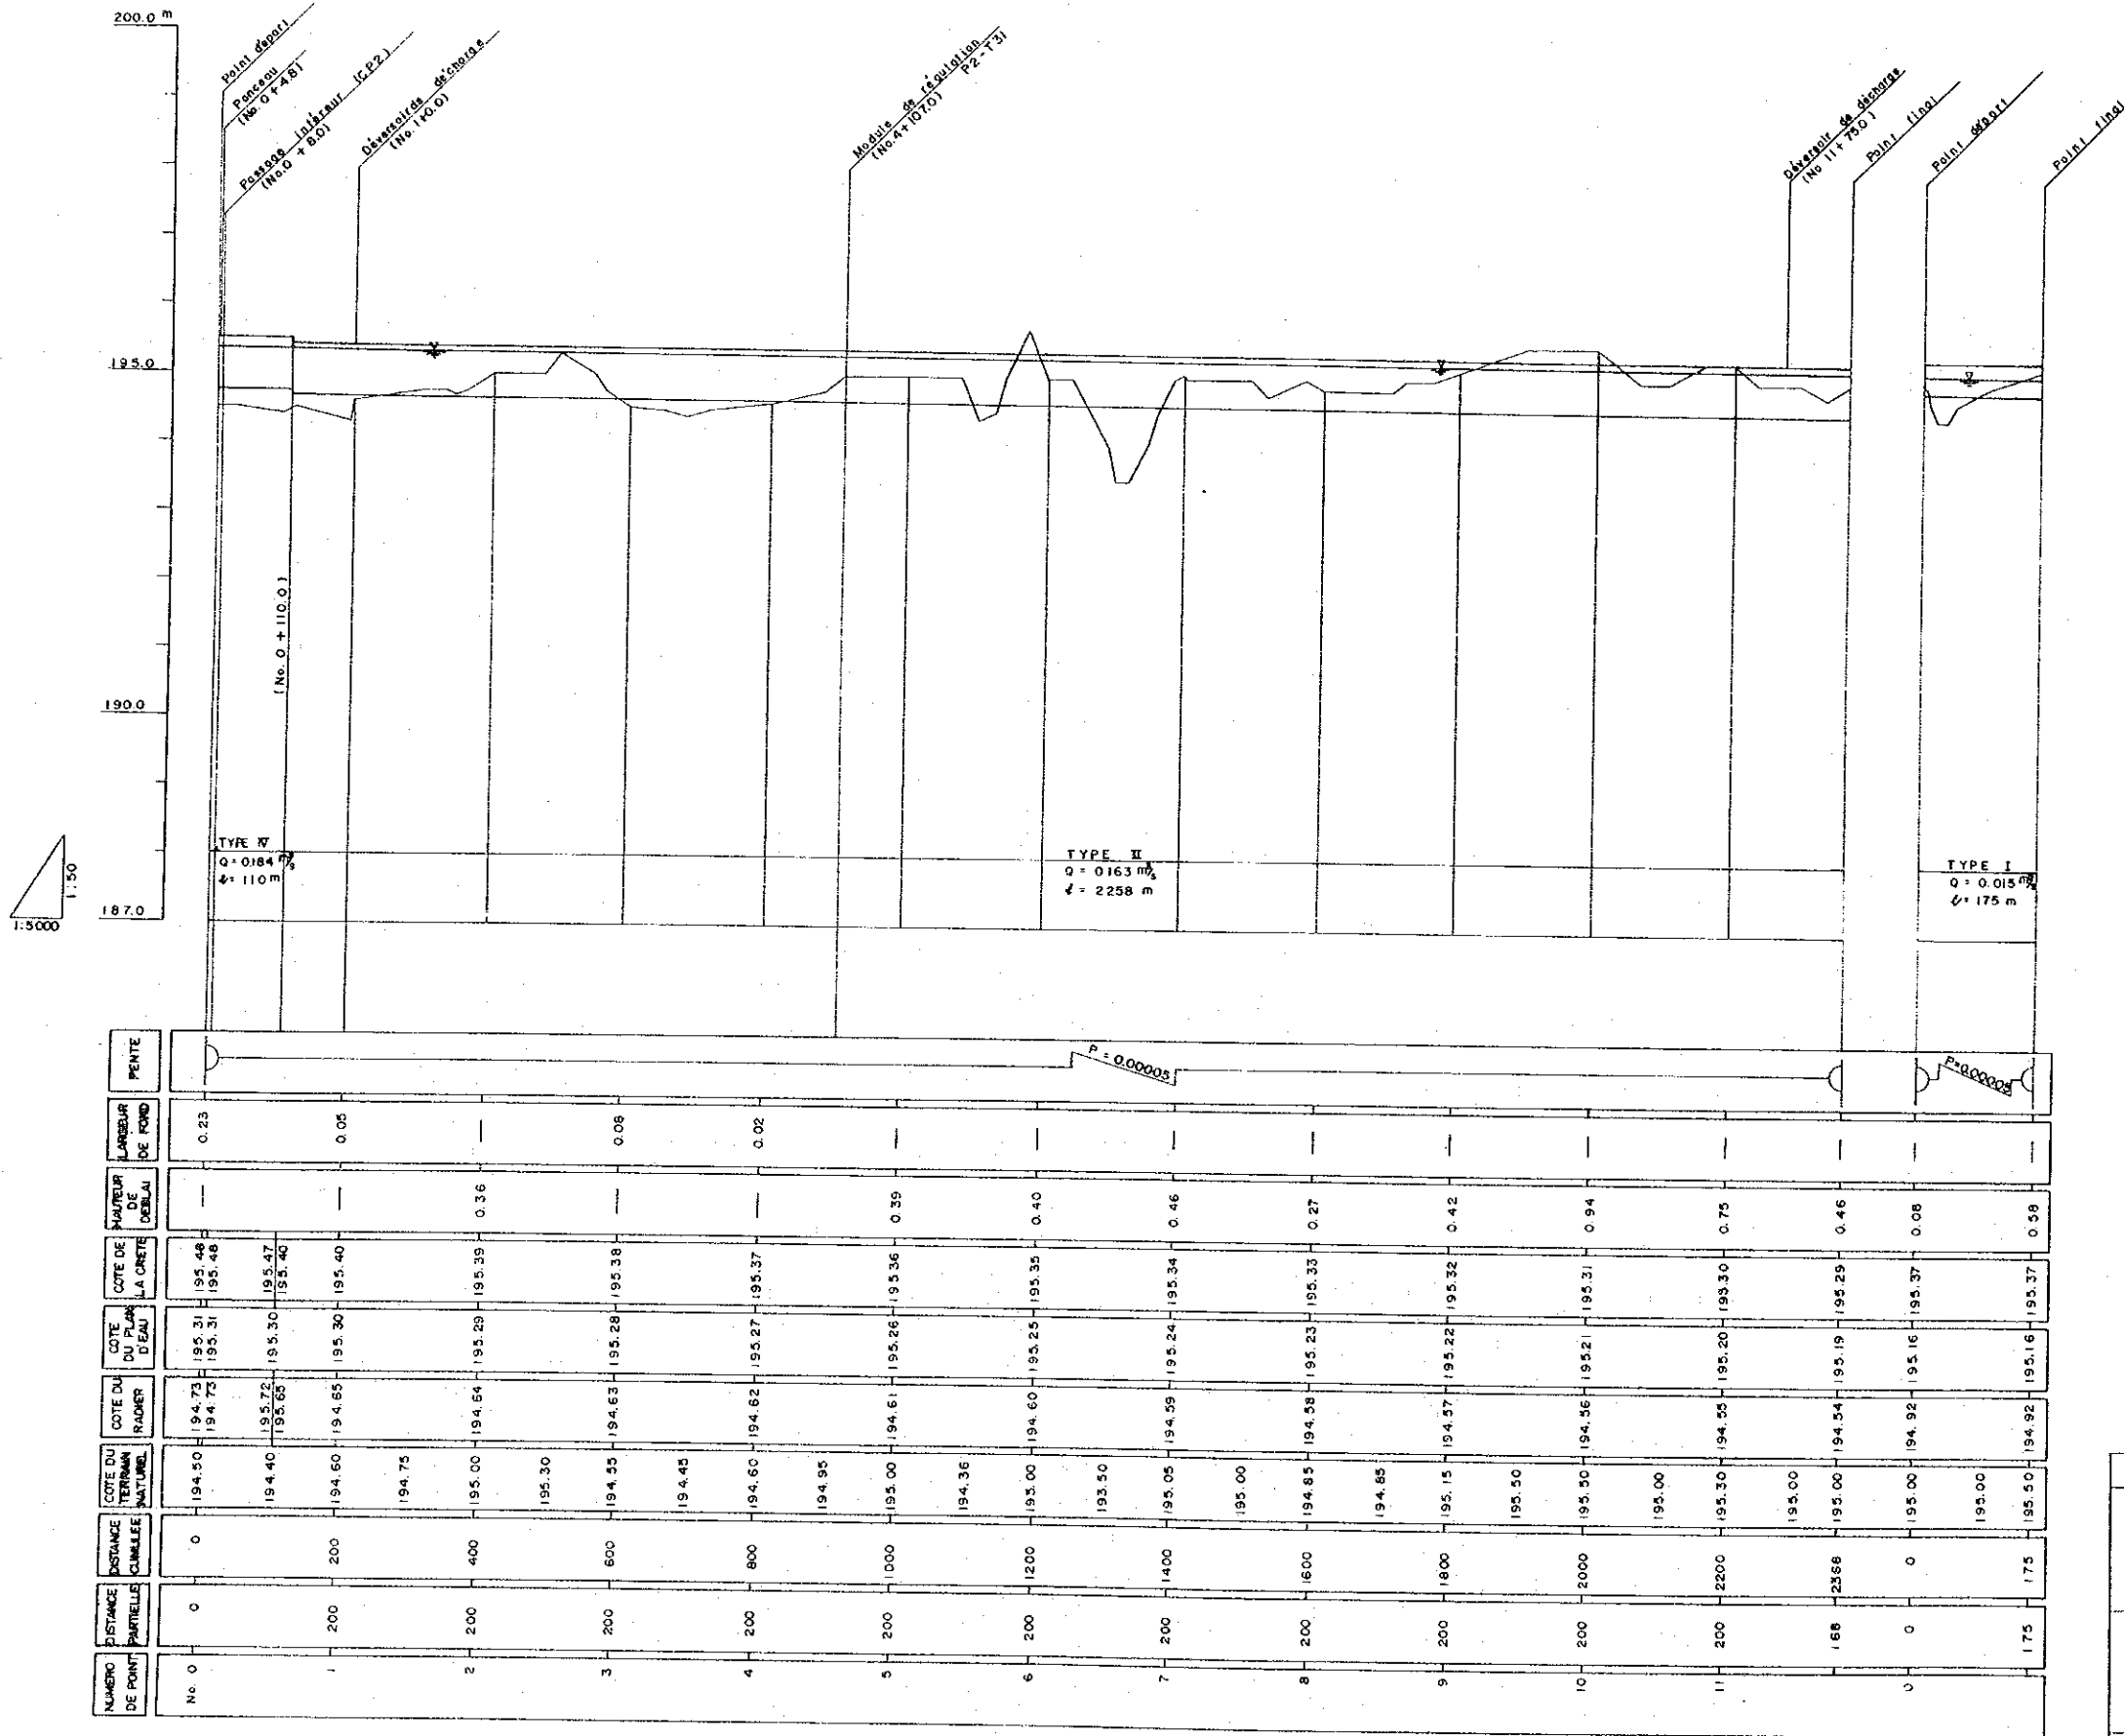 200.0 m
Point départ
Ponceau
(No. 0 + 4.8)
Passage inférieur (C.P.2)
(No.0 + 8.0)
Déversoirde décharge
(No. 1+0.0)
Module de régulation
P2-T31
(No.4+107.0)
Déversoir de décharge
(No 11+75.0)
Point final
Point départ
Point final
195.0
(No. 0 +110.0)
190.0
187.0
1:50
1:5000
TYPE IV
Q = 0.184 m³/s
ℓ = 110 m
TYPE II
Q = 0.163 m³/s
ℓ = 2258 m
TYPE I
Q = 0.015 m³/s
ℓ = 175 m
PENTE
P = 0.00005
P=0.00005
LARGEUR DE FOND
0.23 0.05 — 0.08 0.02 — — — — — — — — — —
HAUTEUR DE DEBLAI
— — 0.36 — — 0.39 0.40 0.46 0.27 0.42 0.94 0.75 0.46 0.08 0.58
COTE DE LA CRETE
195.48 195.48 195.47 195.40 195.40 195.39 195.38 195.37 195.36 195.35 195.34 195.33 195.32 195.31 195.30 195.29 195.37 195.37
COTE DU PLAN D'EAU
195.31 195.31 195.30 195.30 195.29 195.28 195.27 195.26 195.25 195.24 195.23 195.22 195.21 195.20 195.19 195.16 195.16
COTE DU RADIER
194.73 194.73 195.72 195.65 194.65 194.64 194.63 194.62 194.61 194.60 194.59 194.58 194.57 194.56 194.55 194.54 194.92 194.92
COTE DU TERRAIN NATUREL
194.50 194.40 194.60 194.75 195.00 195.30 194.55 194.45 194.60 194.95 195.00 194.36 195.00 193.50 195.05 195.00 194.85 194.85 195.15 195.50 195.50 195.00 195.30 195.00 195.00 195.00 195.00 195.50
DISTANCE CUMULEE
0 200 400 600 800 1000 1200 1400 1600 1800 2000 2200 2368 0 175
DISTANCE PARTIELLE
0 200 200 200 200 200 200 200 200 200 200 200 168 0 175
NUMERO DE POINT
No. 0 1 2 3 4 5 6 7 8 9 10 11 0